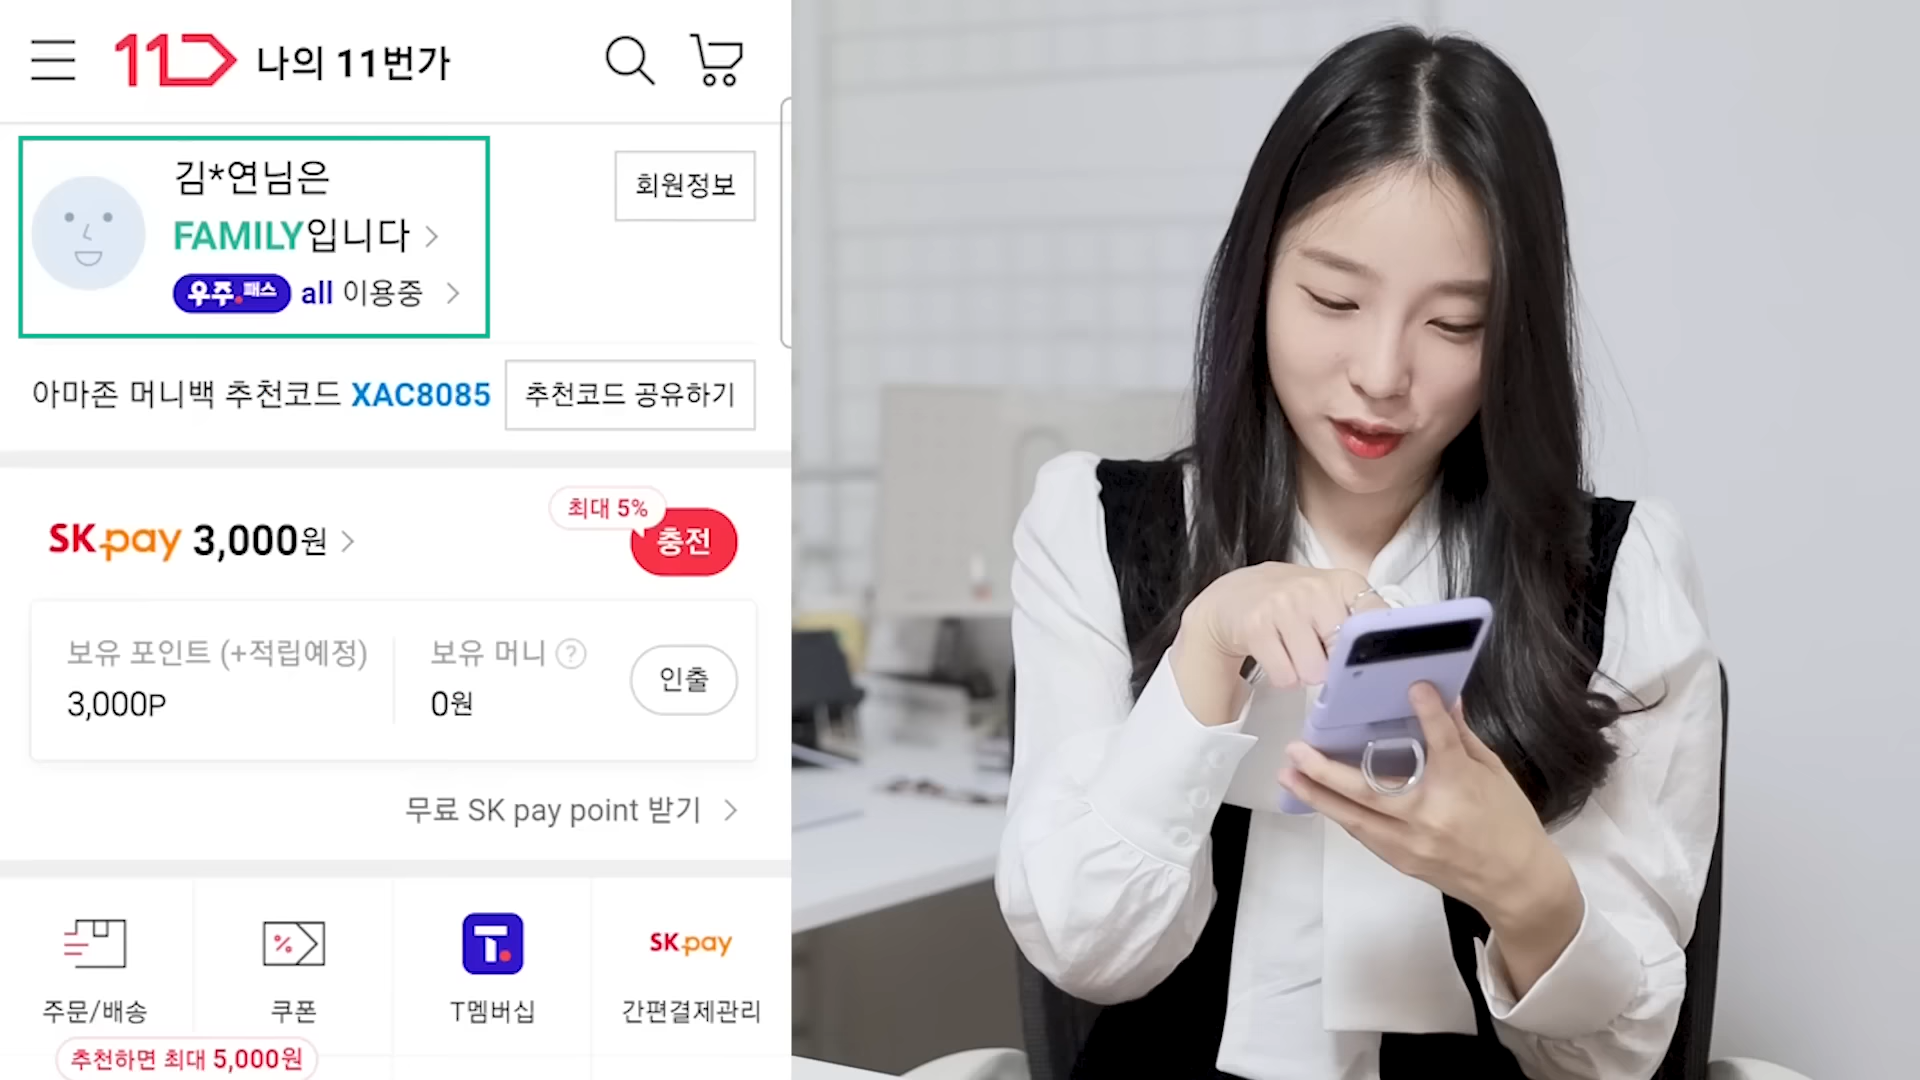 11 나의 11번가
김*연님은
FAMILY입니다
회원정보
우주.패스 all 이용중
아마존 머니백 추천코드 XAC8085 추천코드 공유하기
최대 5%
SK pay 3,000원 충전
보유 포인트 (+적립예정) 보유 머니 ? 인출
3,000P 0원
무료 SK pay point 받기
% T. SK pay
주문/배송 쿠폰 T멤버십 간편결제관리
추천하면 최대 5,000원